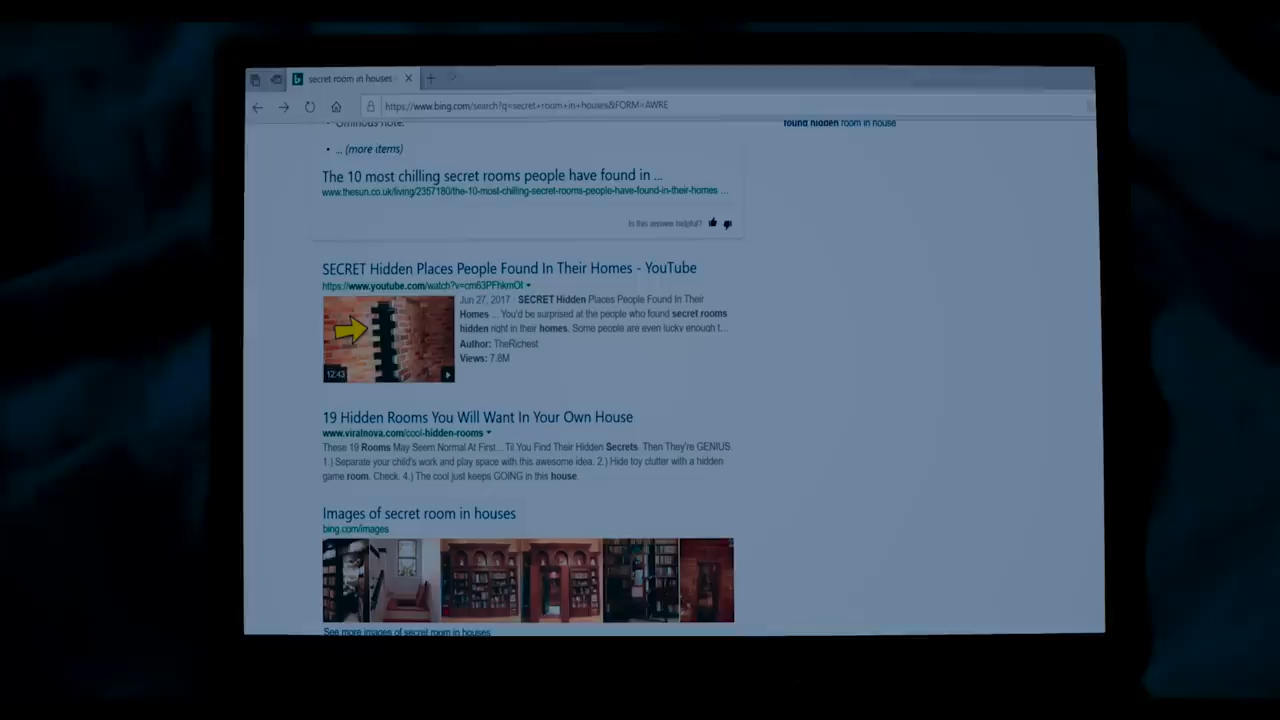 secret room in houses
https://www.bing.com/search?q=secret+room+in+houses&FORM=AWRE
Ominous note.
found hidden room in house
• ... (more items)
The 10 most chilling secret rooms people have found in ...
www.thesun.co.uk/living/2357180/the-10-most-chilling-secret-rooms-people-have-found-in-their-homes ...
Is this answer helpful?
SECRET Hidden Places People Found In Their Homes - YouTube
https://www.youtube.com/watch?v=cm63PFhkmOI
Jun 27, 2017 · SECRET Hidden Places People Found In Their
Homes ... You'd be surprised at the people who found secret rooms
hidden right in their homes. Some people are even lucky enough t...
Author: TheRichest
Views: 7.8M
12:43
19 Hidden Rooms You Will Want In Your Own House
www.viralnova.com/cool-hidden-rooms
These 19 Rooms May Seem Normal At First... Til You Find Their Hidden Secrets. Then They're GENIUS.
1.) Separate your child's work and play space with this awesome idea. 2.) Hide toy clutter with a hidden
game room. Check. 4.) The cool just keeps GOING in this house.
Images of secret room in houses
bing.com/images
See more images of secret room in houses